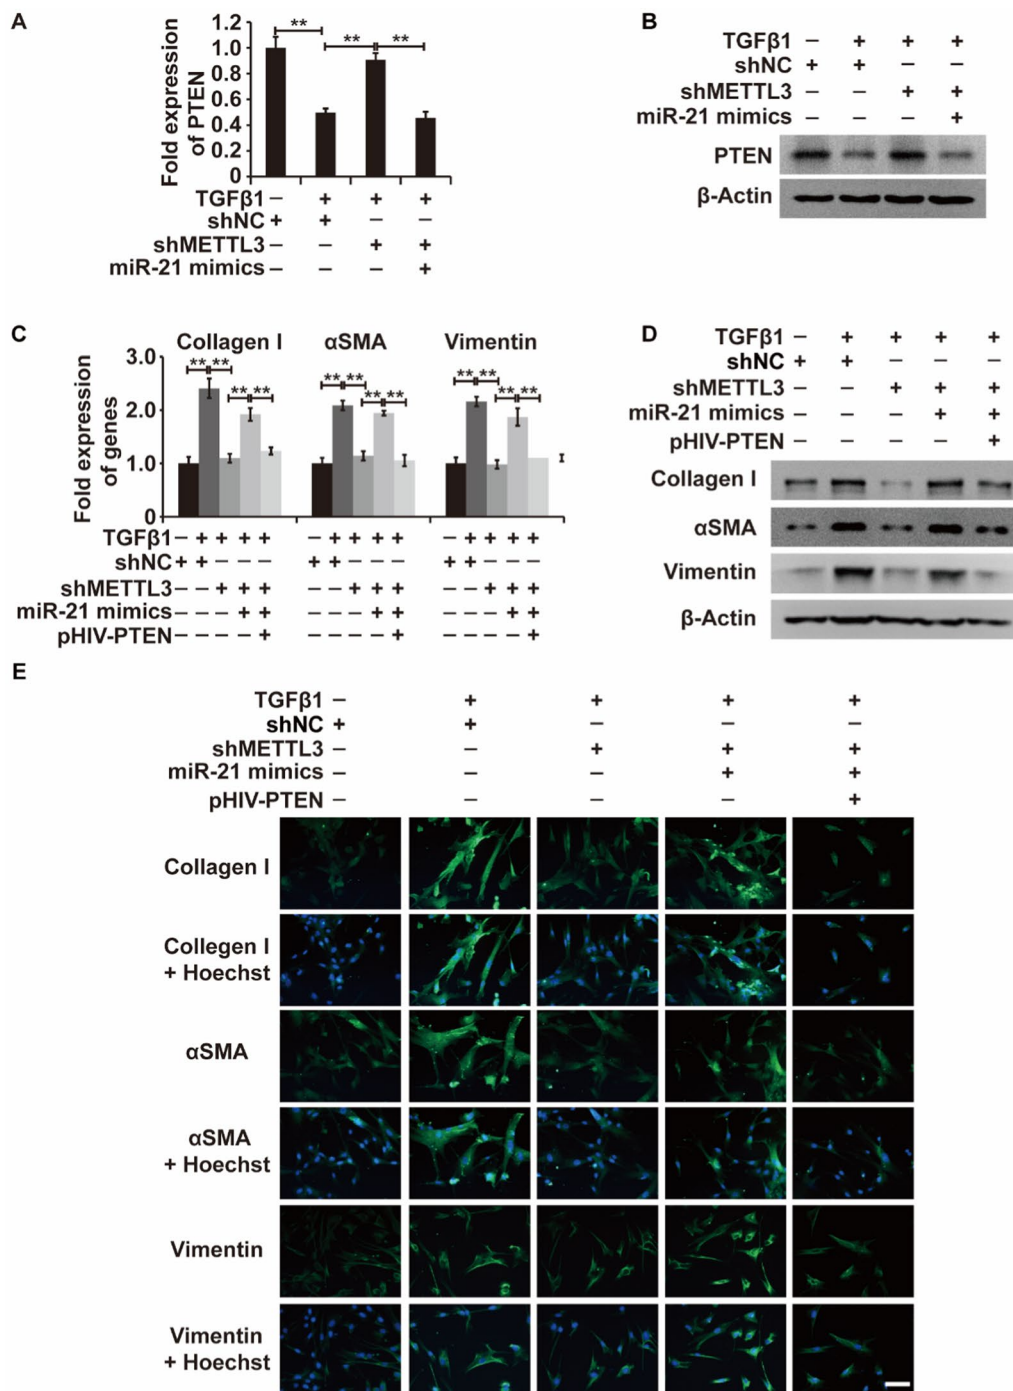 A
Fold expression
of PTEN
1.2
1.0
0.8
0.6
0.4
0.2
0
** ** **
TGFβ1 – + + +
shNC + + – –
shMETTL3 – – + +
miR-21 mimics – – – +
B
TGFβ1 – + + +
shNC + + – –
shMETTL3 – – + +
miR-21 mimics – – – +
PTEN
β-Actin
C
Collagen I αSMA Vimentin
Fold expression
of genes
3.0
2.0
1.0
0
** ** ** ** ** **
** ** ** ** ** **
TGFβ1 – + + + + – + + + + – + + + +
shNC + + – – – + + – – – + + – – –
shMETTL3 – – + + + – – + + + – – + + +
miR-21 mimics – – – + + – – – + + – – – + +
pHIV-PTEN – – – – + – – – – + – – – – +
D
TGFβ1 – + + + +
shNC + + – – –
shMETTL3 – – + + +
miR-21 mimics – – – + +
pHIV-PTEN – – – – +
Collagen I
αSMA
Vimentin
β-Actin
E
TGFβ1 – + + + +
shNC + + – – –
shMETTL3 – – + + +
miR-21 mimics – – – + +
pHIV-PTEN – – – – +
Collagen I
Collegen I
+ Hoechst
αSMA
αSMA
+ Hoechst
Vimentin
Vimentin
+ Hoechst